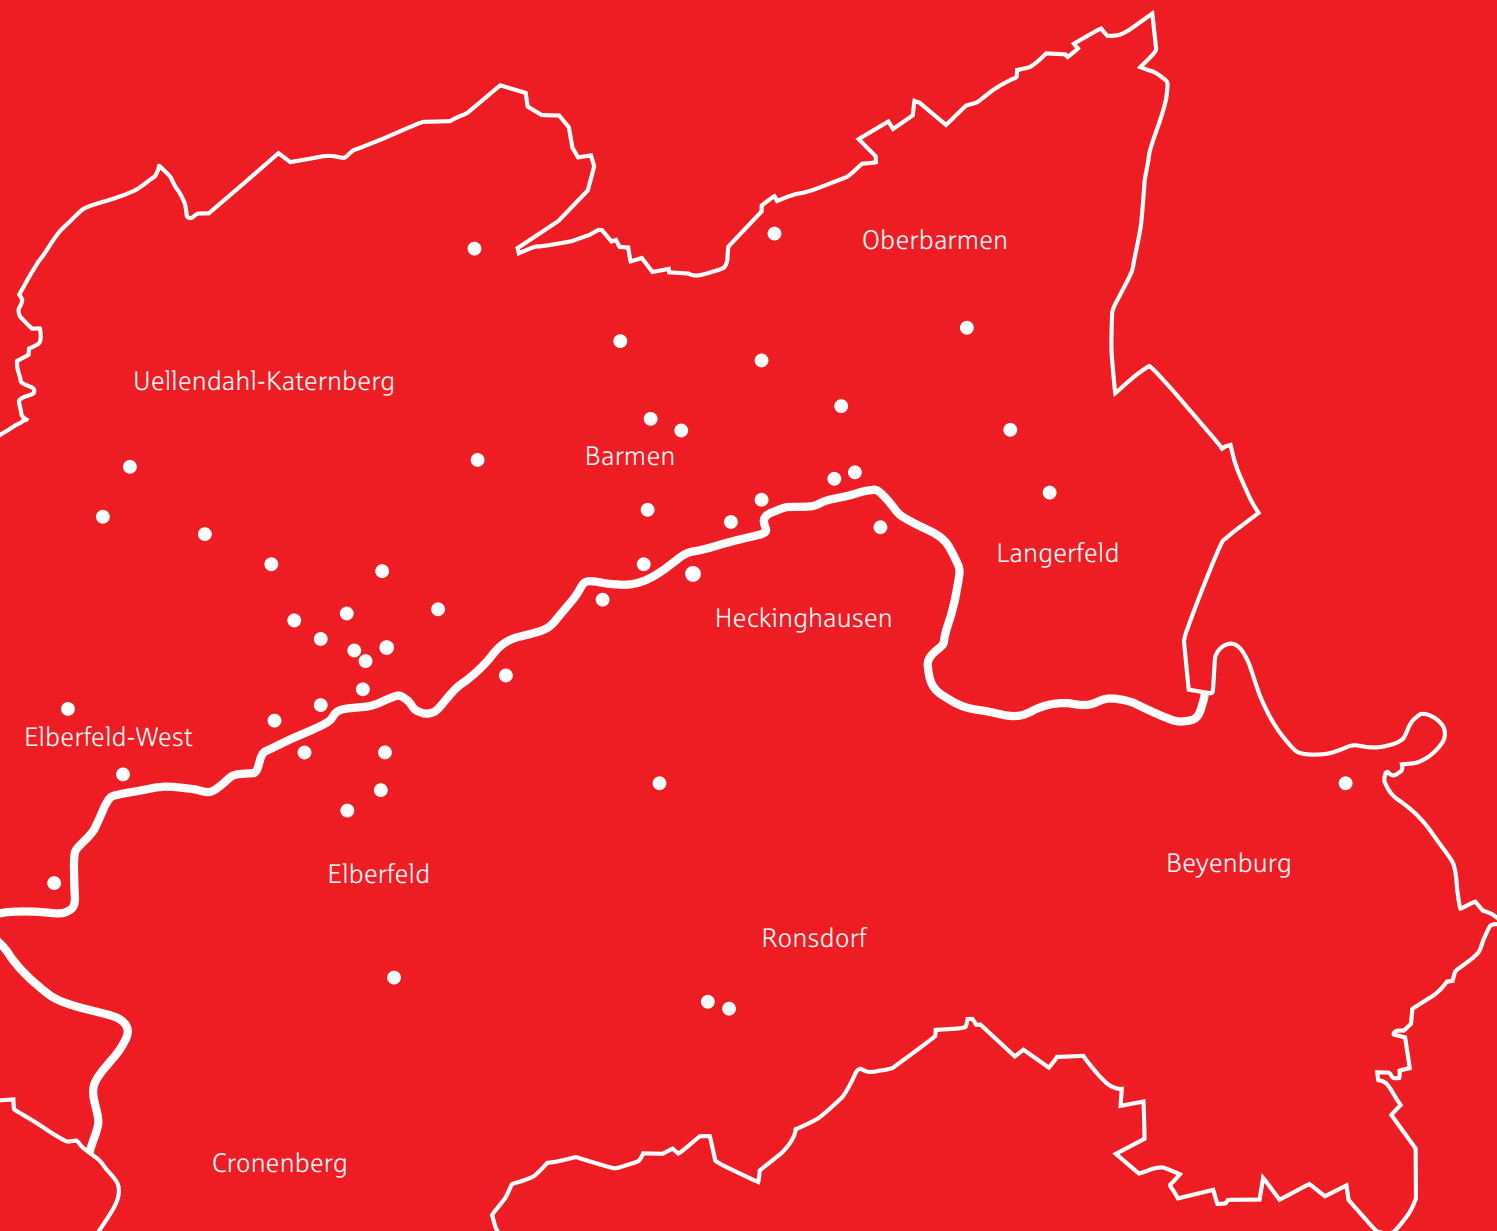 Oberbarmen
Uellendahl-Katernberg
Barmen
Langerfeld
Heckinghausen
Elberfeld-West
Elberfeld
Beyenburg
Ronsdorf
Cronenberg